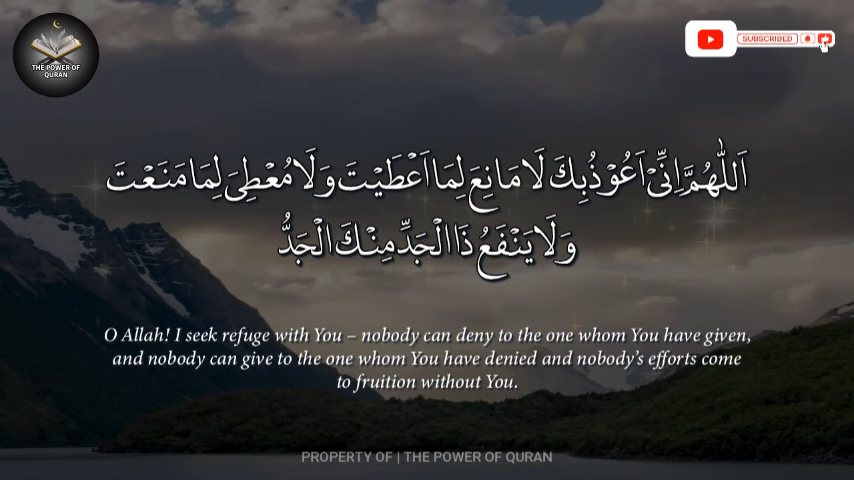 THE POWER OF
QURAN
SUBSCRIBED
اَللّٰهُمَّ اِنِّیْ اَعُوْذُبِكَ لَا مَانِعَ لِمَا اَعْطَیْتَ وَلَا مُعْطِیَ لِمَا مَنَعْتَ
وَلَا یَنْفَعُ ذَا الْجَدِّ مِنْكَ الْجَدُّ
O Allah! I seek refuge with You – nobody can deny to the one whom You have given,
and nobody can give to the one whom You have denied and nobody’s efforts come
to fruition without You.
PROPERTY OF | THE POWER OF QURAN